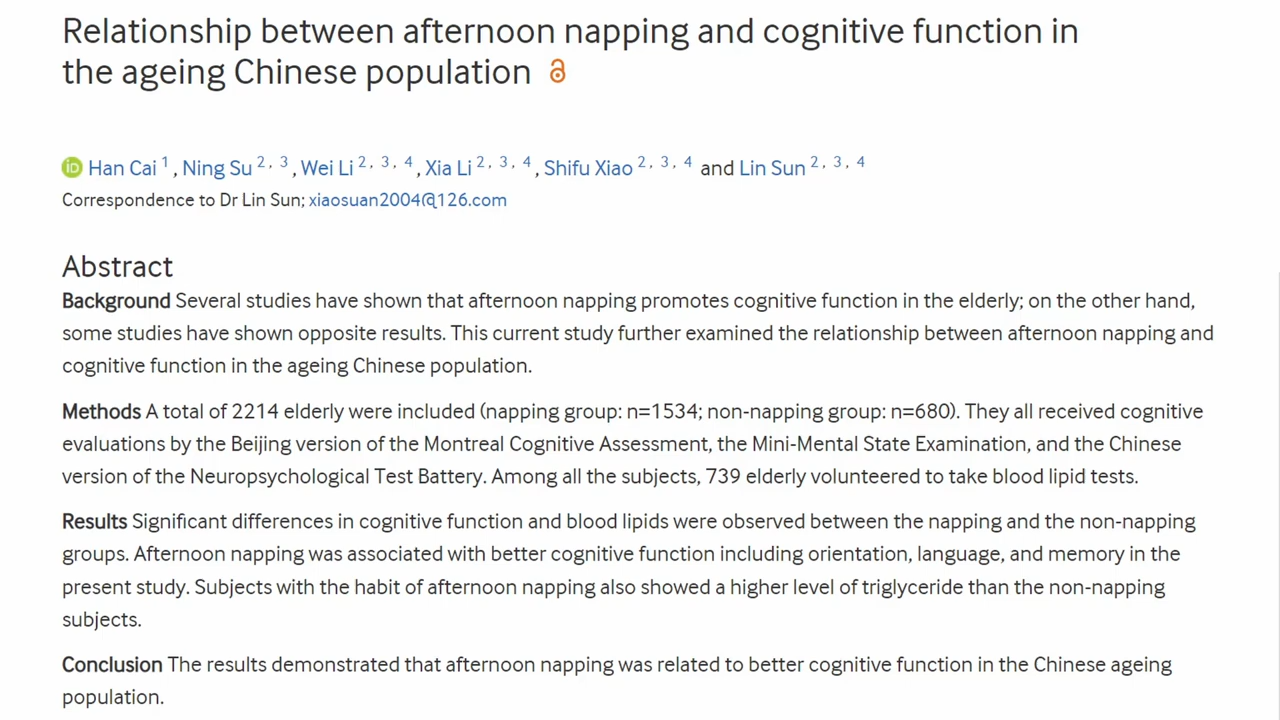 Relationship between afternoon napping and cognitive function in
the ageing Chinese population
iD Han Cai 1 , Ning Su 2, 3 , Wei Li 2, 3, 4 , Xia Li 2, 3, 4 , Shifu Xiao 2, 3, 4 and Lin Sun 2, 3, 4
Correspondence to Dr Lin Sun; xiaosuan2004@126.com
Abstract
Background Several studies have shown that afternoon napping promotes cognitive function in the elderly; on the other hand,
some studies have shown opposite results. This current study further examined the relationship between afternoon napping and
cognitive function in the ageing Chinese population.
Methods A total of 2214 elderly were included (napping group: n=1534; non-napping group: n=680). They all received cognitive
evaluations by the Beijing version of the Montreal Cognitive Assessment, the Mini-Mental State Examination, and the Chinese
version of the Neuropsychological Test Battery. Among all the subjects, 739 elderly volunteered to take blood lipid tests.
Results Significant differences in cognitive function and blood lipids were observed between the napping and the non-napping
groups. Afternoon napping was associated with better cognitive function including orientation, language, and memory in the
present study. Subjects with the habit of afternoon napping also showed a higher level of triglyceride than the non-napping
subjects.
Conclusion The results demonstrated that afternoon napping was related to better cognitive function in the Chinese ageing
population.